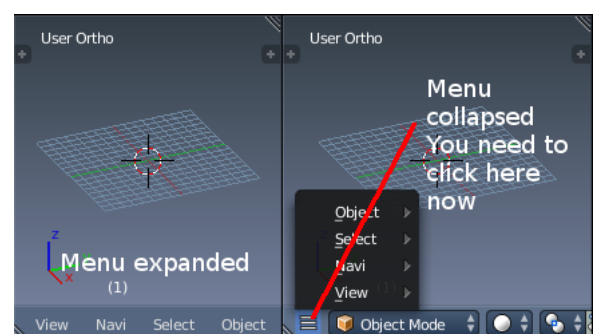 User Ortho
z
x
Menu expanded
(1)
View Navi Select Object
User Ortho
Menu
collapsed
You need to
click here
now
Object
Select
Navi
View
Object Mode